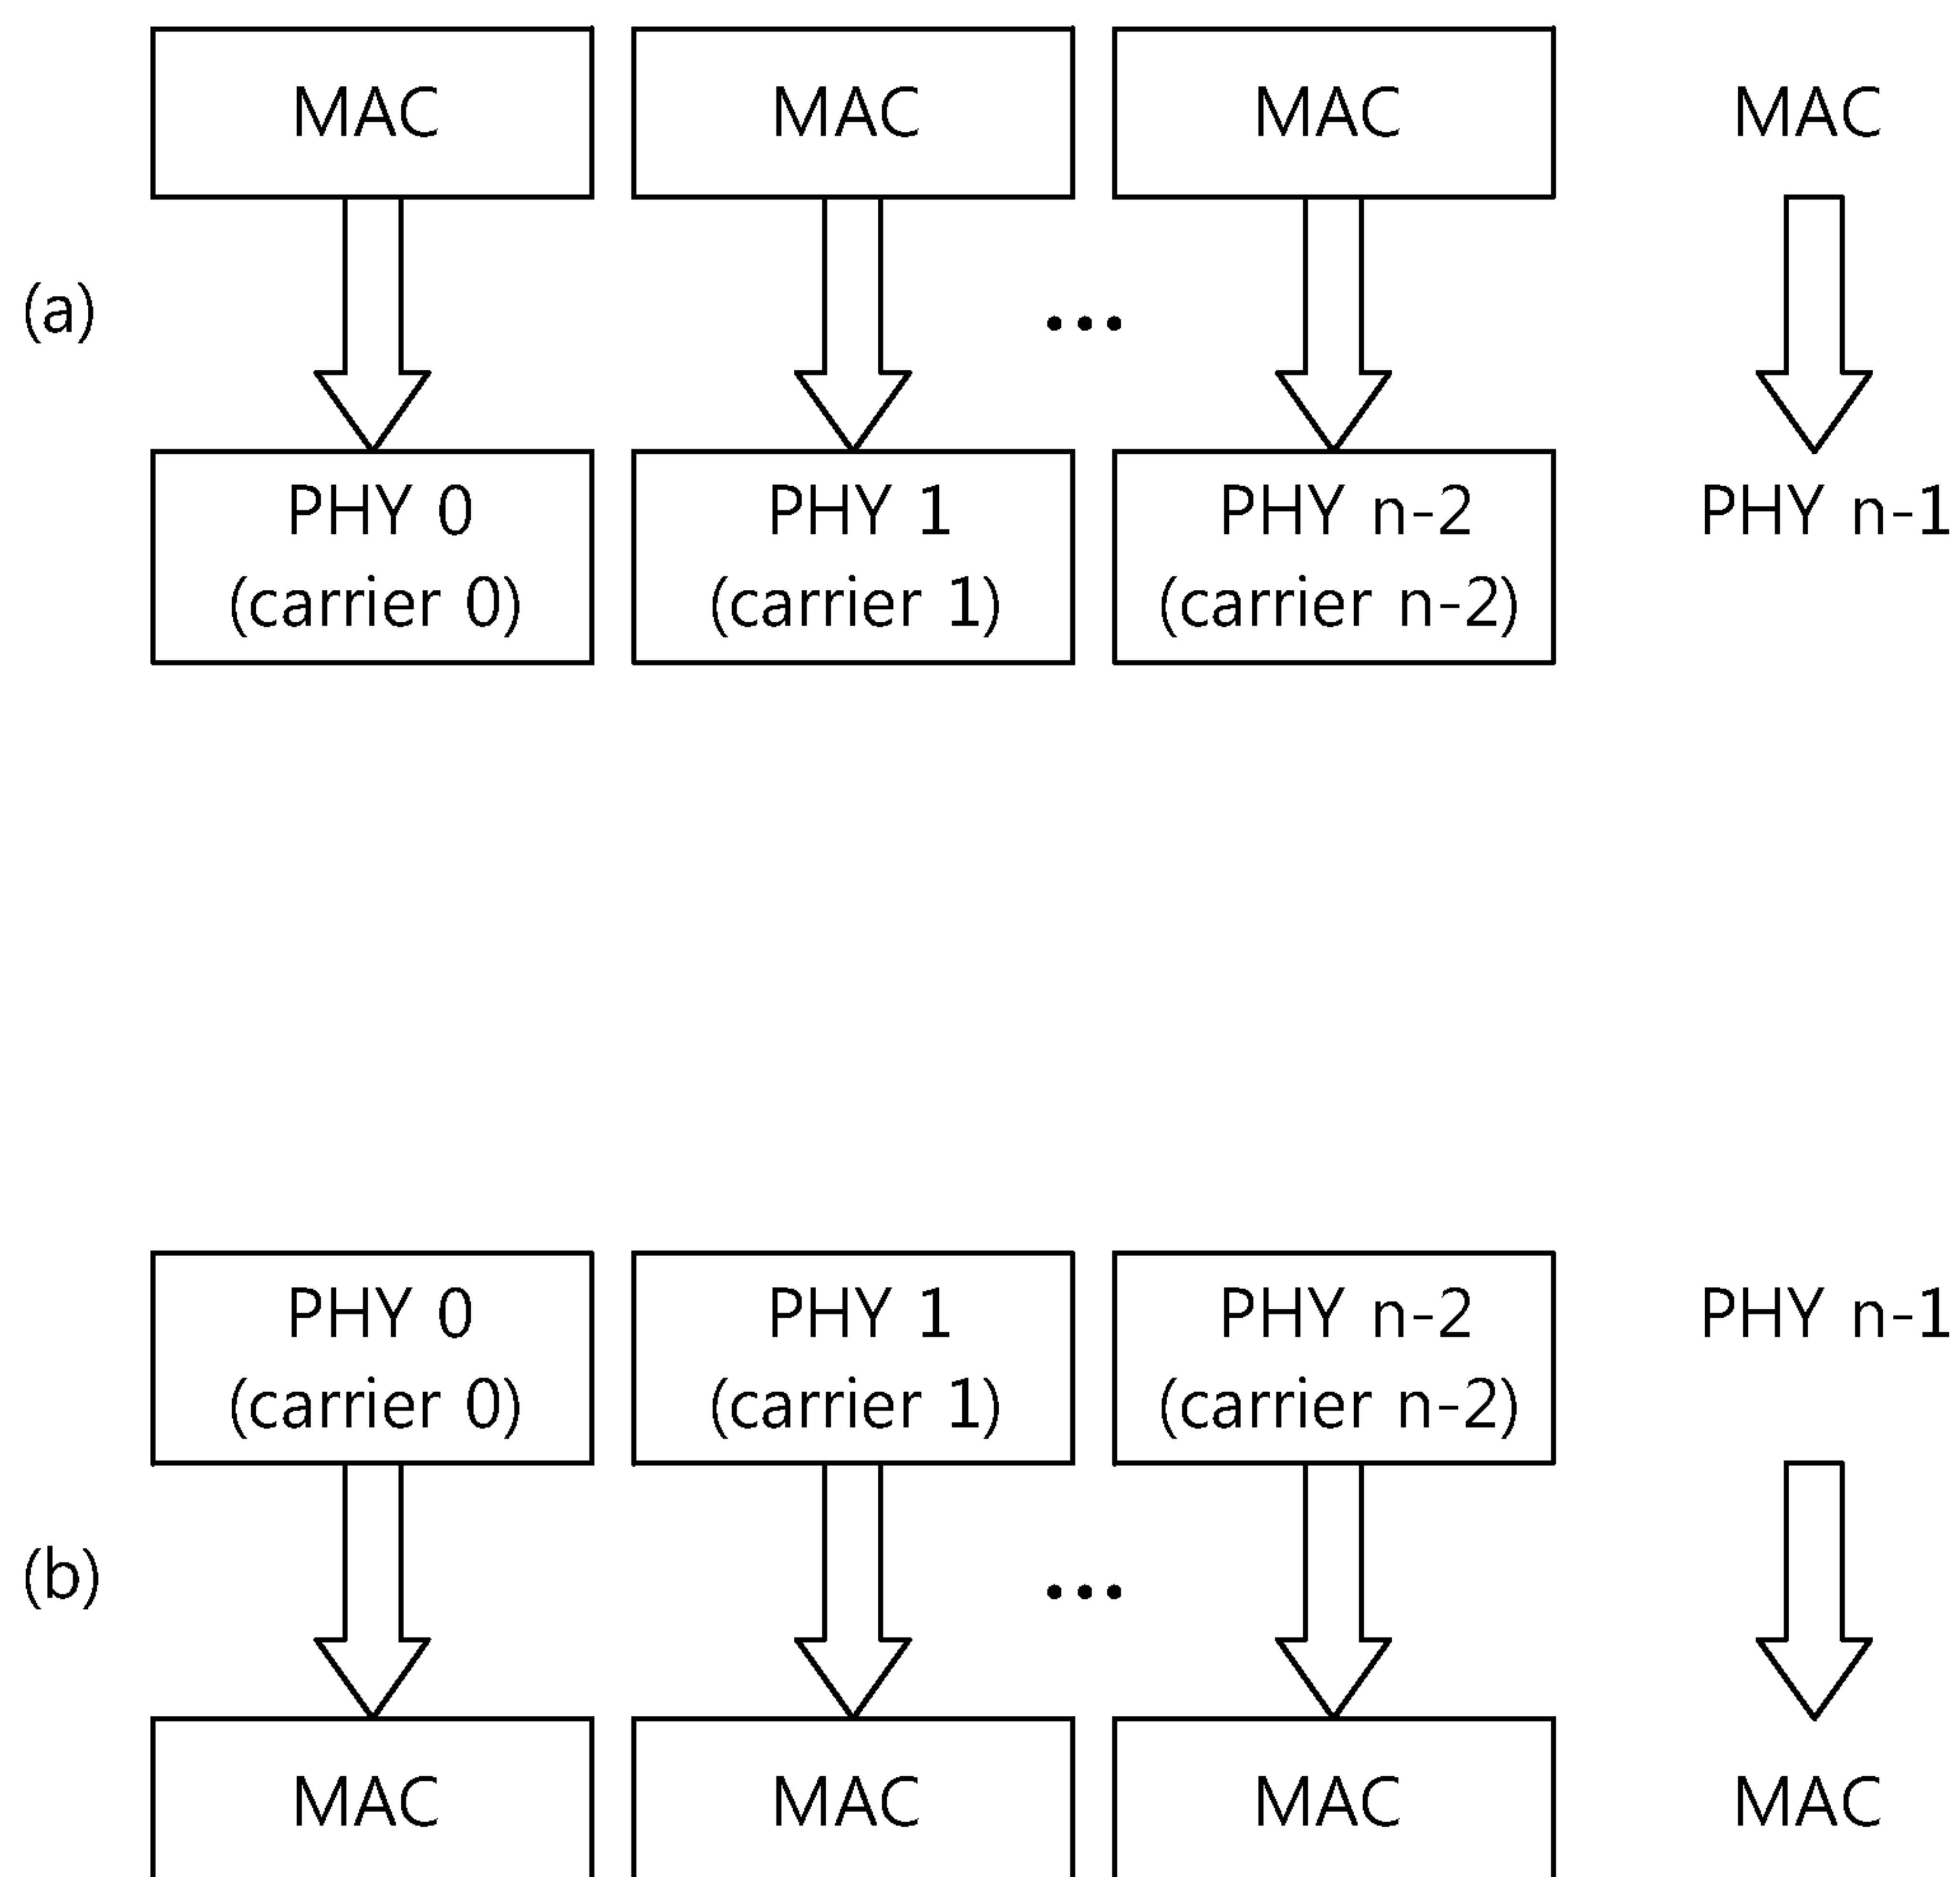 MAC MAC MAC MAC
(a)
...
PHY 0 PHY 1 PHY n-2 PHY n-1
(carrier 0) (carrier 1) (carrier n-2)
PHY 0 PHY 1 PHY n-2 PHY n-1
(carrier 0) (carrier 1) (carrier n-2)
(b)
...
MAC MAC MAC MAC